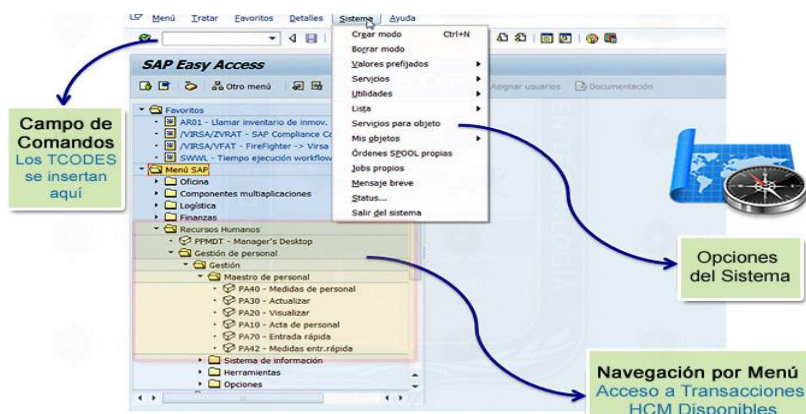 Menú Tratar Favoritos Detalles Sistema Ayuda
SAP Easy Access
Otro menú
Asignar usuarios Documentación
Crear modo Ctrl+N
Borrar modo
Valores prefijados
Servicios
Utilidades
Lista
Servicios para objeto
Mis objetos
Órdenes SPOOL propias
Jobs propios
Mensaje breve
Status...
Salir del sistema
Favoritos
AR01 - Llamar inventario de inmov.
/VIRSA/ZVRAT - SAP Compliance Ca
/VIRSA/VFAT - FireFighter -> Virsa
SWWL - Tiempo ejecución workflow
Menú SAP
Oficina
Componentes multiaplicaciones
Logística
Finanzas
Recursos Humanos
PPMDT - Manager's Desktop
Gestión de personal
Gestión
Maestro de personal
PA40 - Medidas de personal
PA30 - Actualizar
PA20 - Visualizar
PA10 - Acta de personal
PA70 - Entrada rápida
PA42 - Medidas entr.rápida
Sistema de información
Herramientas
Opciones
Campo de
Comandos
Los TCODES
se insertan
aquí
Opciones
del Sistema
Navegación por Menú
Acceso a Transacciones
HCM Disponibles